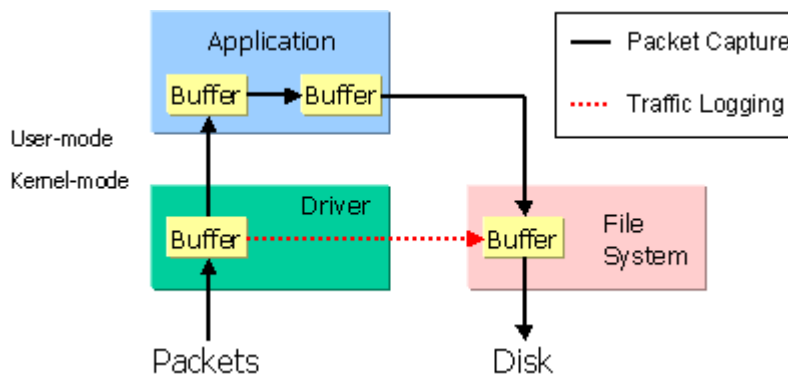 Application
Buffer
Buffer
Packet Capture
Traffic Logging
User-mode
Kernel-mode
Driver
Buffer
Buffer
File
System
Packets
Disk